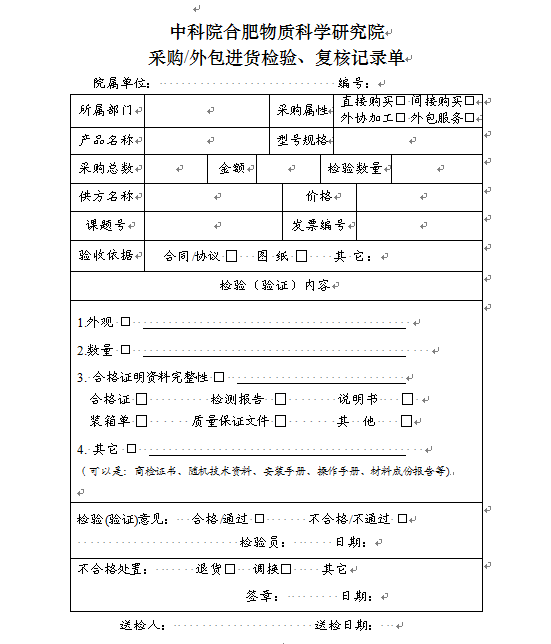 中科院合肥物质科学研究院
采购/外包进货检验、复核记录单
院属单位： 编号：
所属部门 采购属性 直接购买□ 间接购买□
外协加工□ 外包服务□
产品名称 型号规格
采购总数 金额 检验数量
供方名称 价格
课题号 发票编号
验收依据 合同/协议 □ 图 纸 □ 其 它：
检验（验证）内容
1.外观 □
2.数量 □
3. 合格证明资料完整性 □
合格证 □ 检测报告 □ 说明书 □
装箱单 □ 质量保证文件 □ 其 他 □
4. 其它 □
（可以是：商检证书、随机技术资料、安装手册、操作手册、材料成份报告等）
检验(验证)意见： 合格/通过 □ 不合格/不通过 □
检验员： 日期：
不合格处置： 退货□ 调换□ 其它
签章： 日期：
送检人： 送检日期：